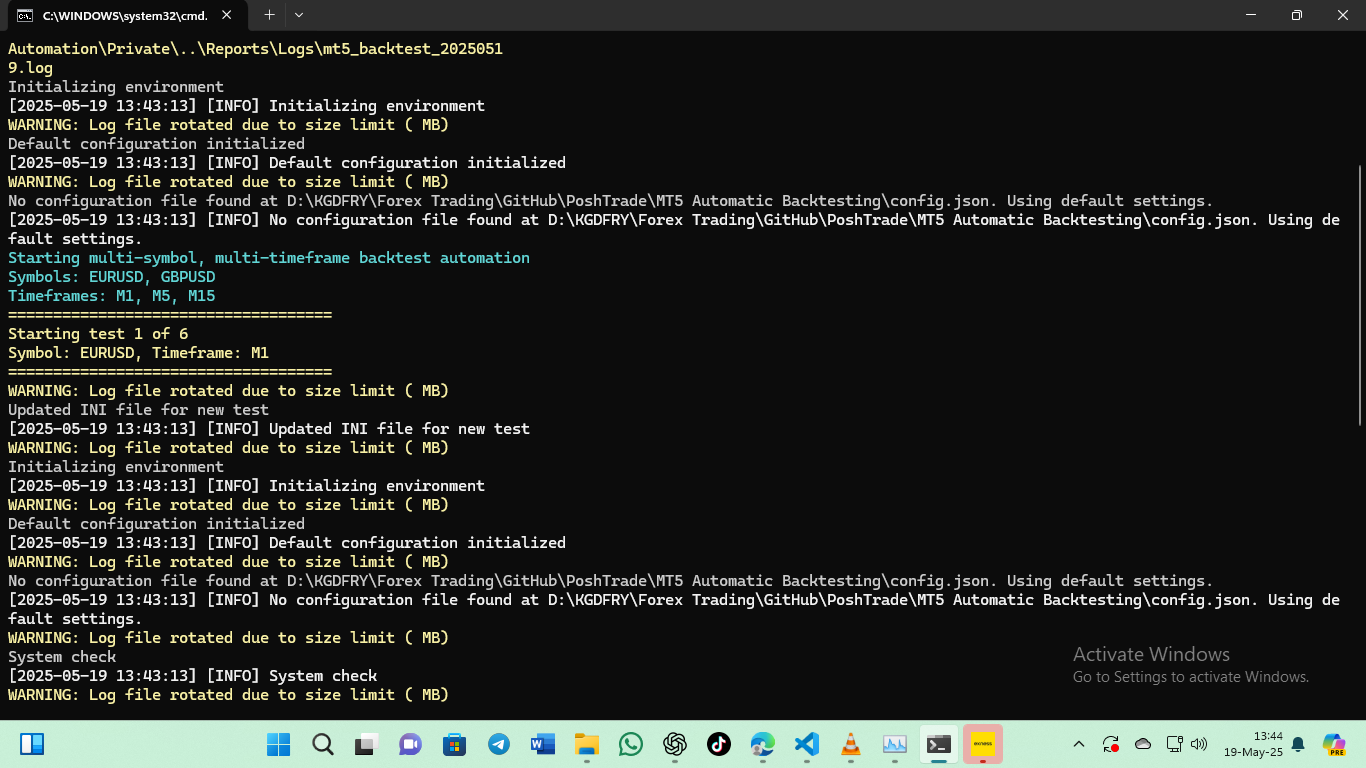 C:\WINDOWS\system32\cmd.
Automation\Private\..\Reports\Logs\mt5_backtest_2025051
9.log
Initializing environment
[2025-05-19 13:43:13] [INFO] Initializing environment
WARNING: Log file rotated due to size limit ( MB)
Default configuration initialized
[2025-05-19 13:43:13] [INFO] Default configuration initialized
WARNING: Log file rotated due to size limit ( MB)
No configuration file found at D:\KGDFRY\Forex Trading\GitHub\PoshTrade\MT5 Automatic Backtesting\config.json. Using default settings.
[2025-05-19 13:43:13] [INFO] No configuration file found at D:\KGDFRY\Forex Trading\GitHub\PoshTrade\MT5 Automatic Backtesting\config.json. Using de
fault settings.
Starting multi-symbol, multi-timeframe backtest automation
Symbols: EURUSD, GBPUSD
Timeframes: M1, M5, M15
====================================
Starting test 1 of 6
Symbol: EURUSD, Timeframe: M1
====================================
WARNING: Log file rotated due to size limit ( MB)
Updated INI file for new test
[2025-05-19 13:43:13] [INFO] Updated INI file for new test
WARNING: Log file rotated due to size limit ( MB)
Initializing environment
[2025-05-19 13:43:13] [INFO] Initializing environment
WARNING: Log file rotated due to size limit ( MB)
Default configuration initialized
[2025-05-19 13:43:13] [INFO] Default configuration initialized
WARNING: Log file rotated due to size limit ( MB)
No configuration file found at D:\KGDFRY\Forex Trading\GitHub\PoshTrade\MT5 Automatic Backtesting\config.json. Using default settings.
[2025-05-19 13:43:13] [INFO] No configuration file found at D:\KGDFRY\Forex Trading\GitHub\PoshTrade\MT5 Automatic Backtesting\config.json. Using de
fault settings.
WARNING: Log file rotated due to size limit ( MB)
System check
[2025-05-19 13:43:13] [INFO] System check
WARNING: Log file rotated due to size limit ( MB)
Activate Windows
Go to Settings to activate Windows.
13:44
19-May-25
PRE
exness